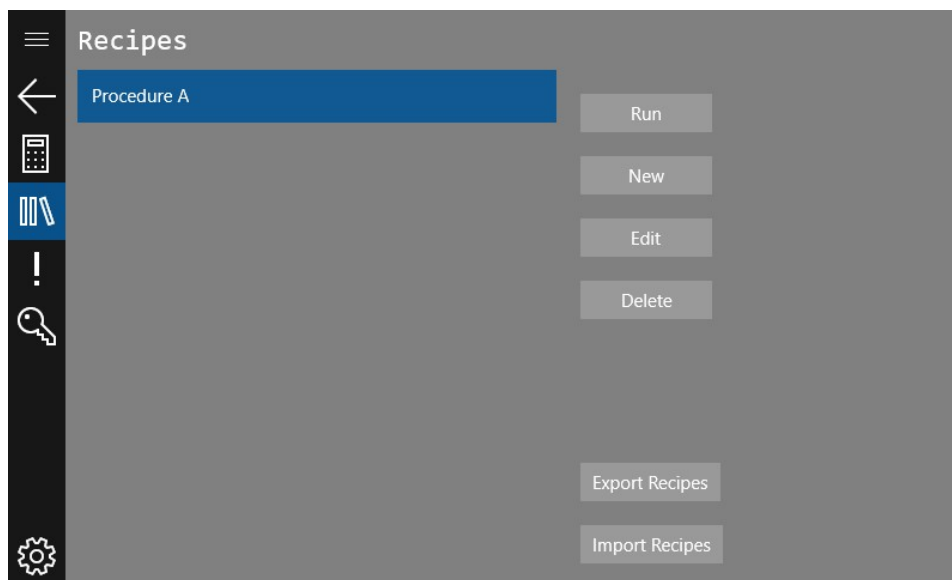 Recipes
Procedure A
Run
New
Edit
Delete
Export Recipes
Import Recipes